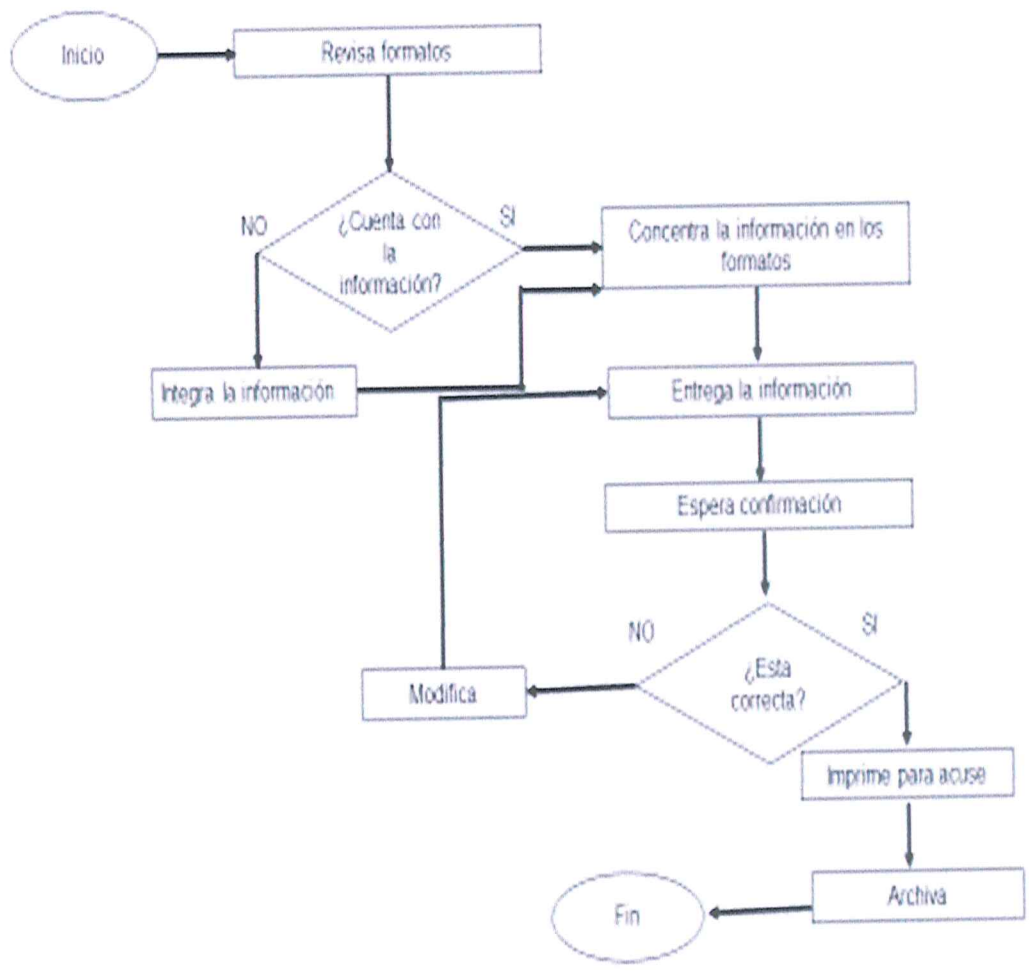 Inicio
Revisa formatos
¿Cuenta con
la
información?
NO
SI
Concentra la información en los
formatos
Integra la información
Entrega la información
Espera confirmación
¿Esta
correcta?
NO
SI
Modifica
Imprime para acuse
Archiva
Fin